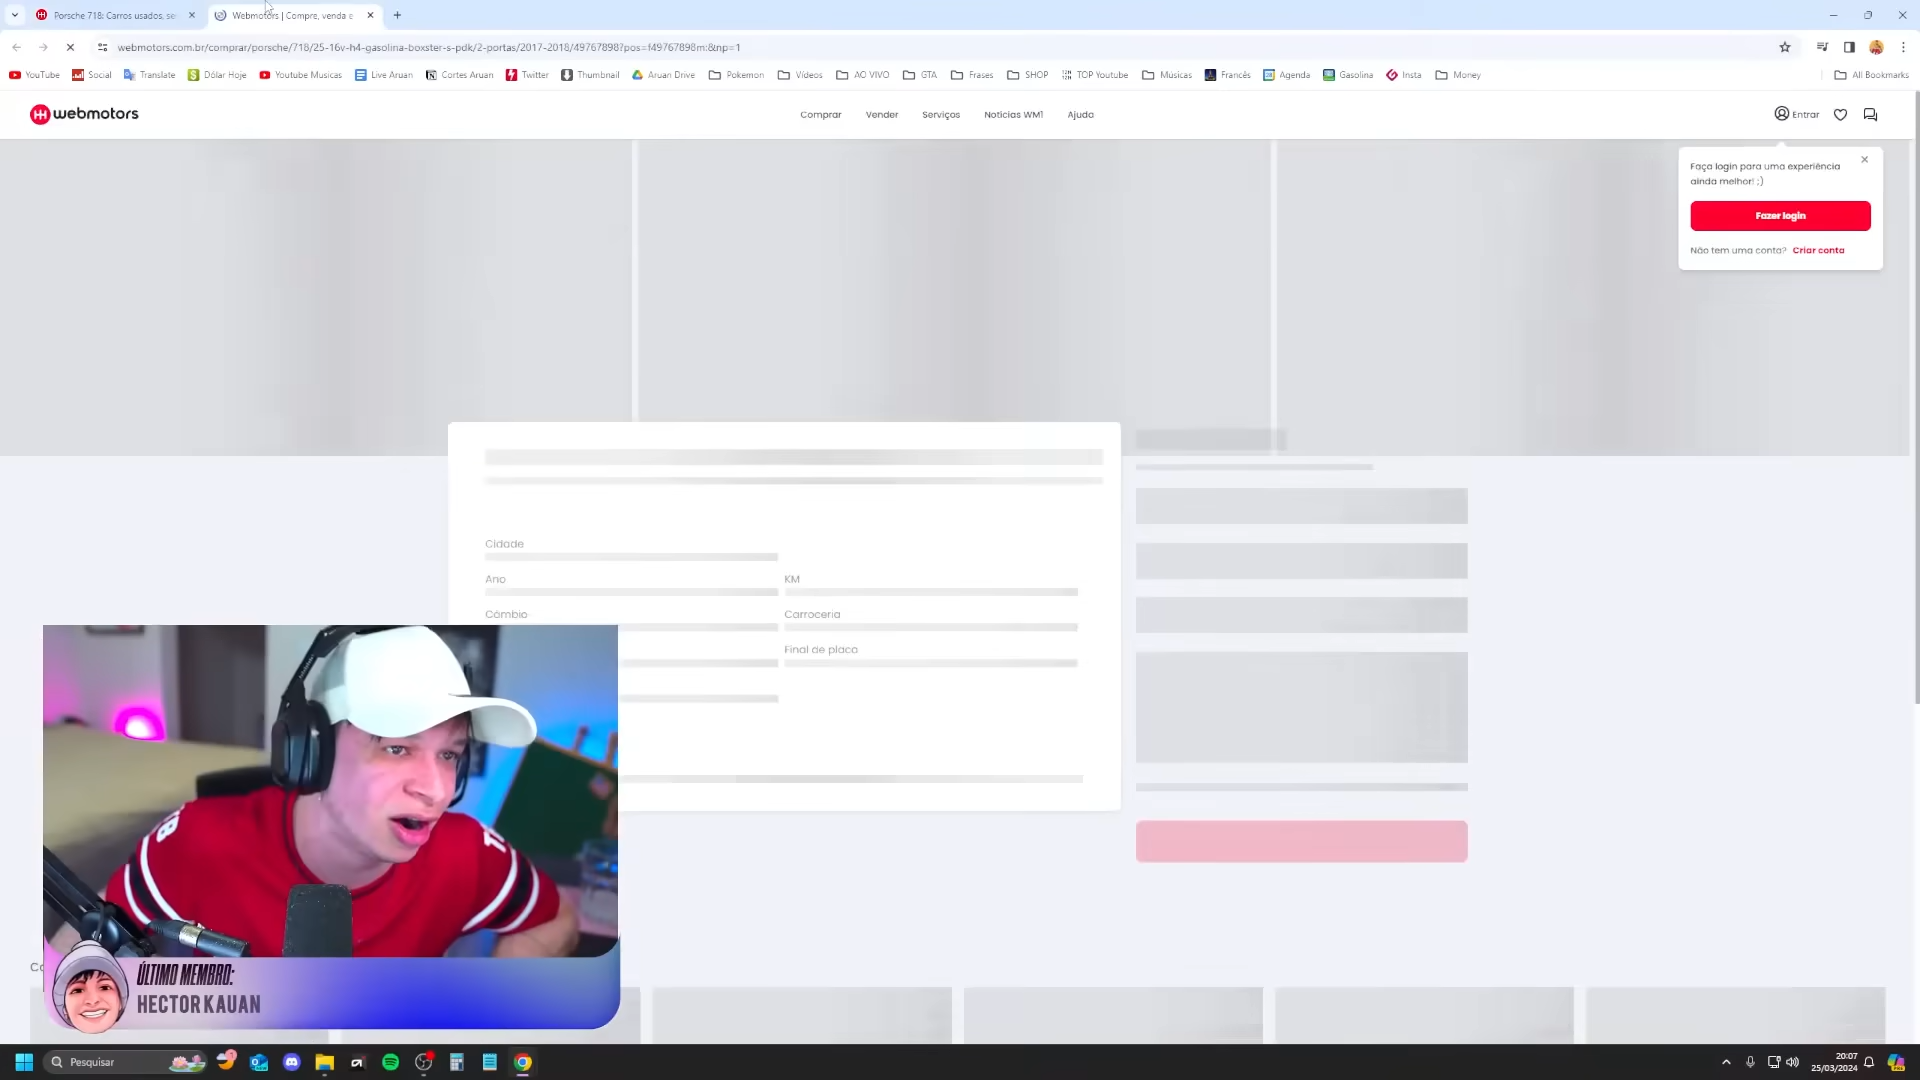 Porsche 718: Carros usados, se
Webmotors | Compre, venda e
webmotors.com.br/comprar/porsche/718/25-16v-h4-gasolina-boxster-s-pdk/2-portas/2017-2018/49767898?pos=f49767898m:&np=1
YouTube
Social
Translate
Dólar Hoje
Youtube Musicas
Live Aruan
Cortes Aruan
Twitter
Thumbnail
Aruan Drive
Pokemon
Vídeos
AO VIVO
GTA
Frases
SHOP
TOP Youtube
Musicas
Francês
Agenda
Gasolina
Insta
Money
All Bookmarks
webmotors
Comprar
Vender
Serviços
Notícias WM1
Ajuda
Entrar
Faça login para uma experiência
ainda melhor! ;)
Fazer login
Não tem uma conta? Criar conta
Cidade
Ano
KM
Câmbio
Carroceria
Final de placa
ÚLTIMO MEMBRO:
HECTOR KAUAN
Pesquisar
20:07
25/03/2024